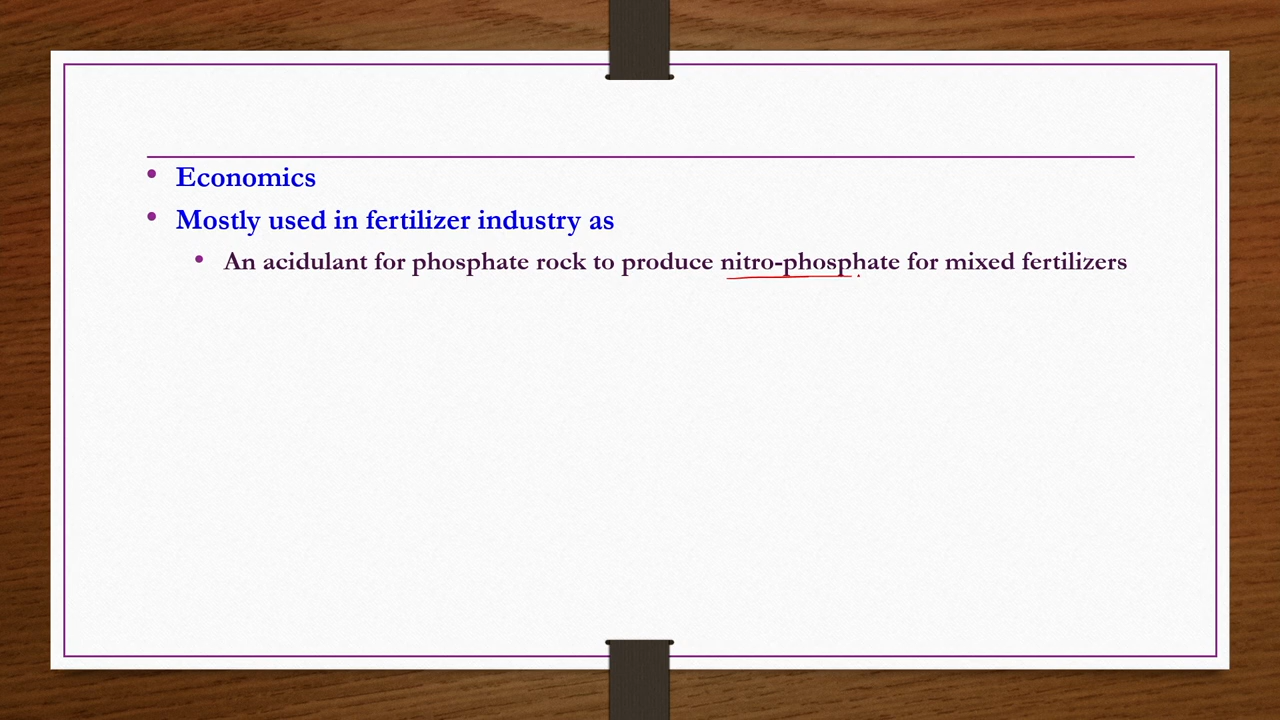 Economics
Mostly used in fertilizer industry as
An acidulant for phosphate rock to produce nitro-phosphate for mixed fertilizers